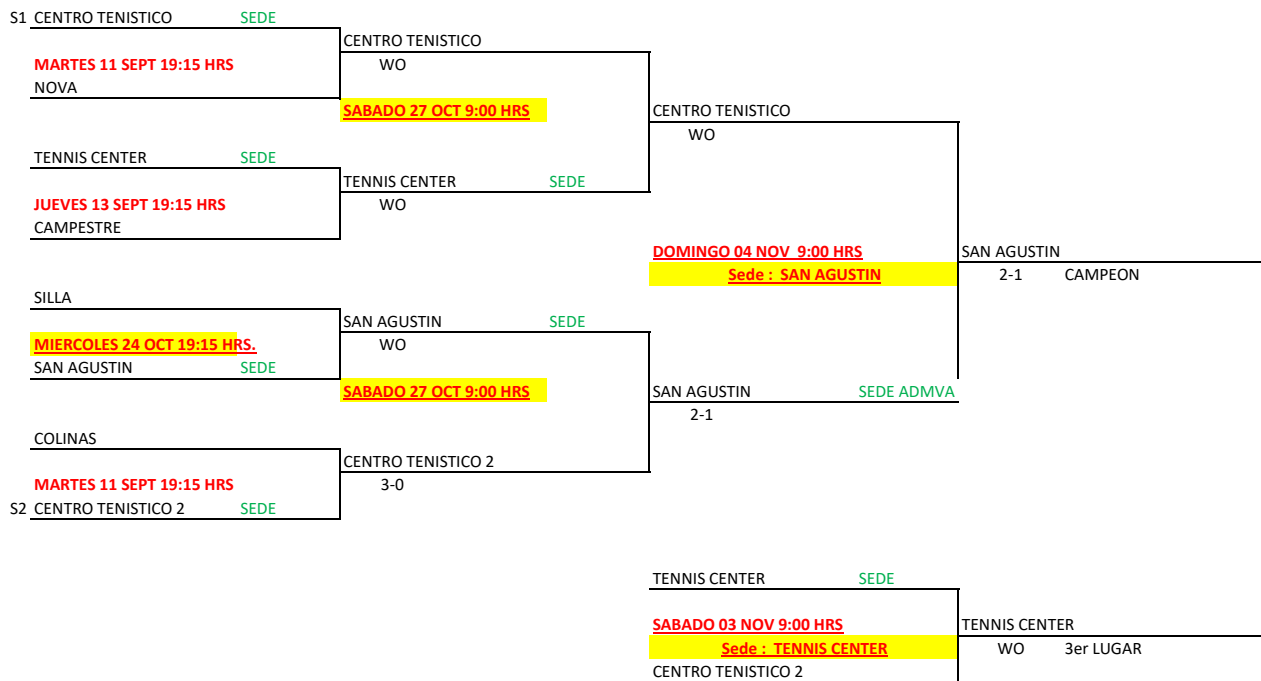 S1 CENTRO TENISTICO SEDE
CENTRO TENISTICO
MARTES 11 SEPT 19:15 HRS
WO
NOVA
SABADO 27 OCT 9:00 HRS
CENTRO TENISTICO
WO
TENNIS CENTER SEDE
TENNIS CENTER SEDE
JUEVES 13 SEPT 19:15 HRS
WO
CAMPESTRE
DOMINGO 04 NOV 9:00 HRS
SAN AGUSTIN
Sede : SAN AGUSTIN
2-1 CAMPEON
SILLA
SAN AGUSTIN SEDE
MIERCOLES 24 OCT 19:15 HRS.
WO
SAN AGUSTIN SEDE
SABADO 27 OCT 9:00 HRS
SAN AGUSTIN SEDE ADMVA
2-1
COLINAS
CENTRO TENISTICO 2
MARTES 11 SEPT 19:15 HRS
3-0
S2 CENTRO TENISTICO 2 SEDE
TENNIS CENTER SEDE
SABADO 03 NOV 9:00 HRS
TENNIS CENTER
Sede : TENNIS CENTER
WO 3er LUGAR
CENTRO TENISTICO 2